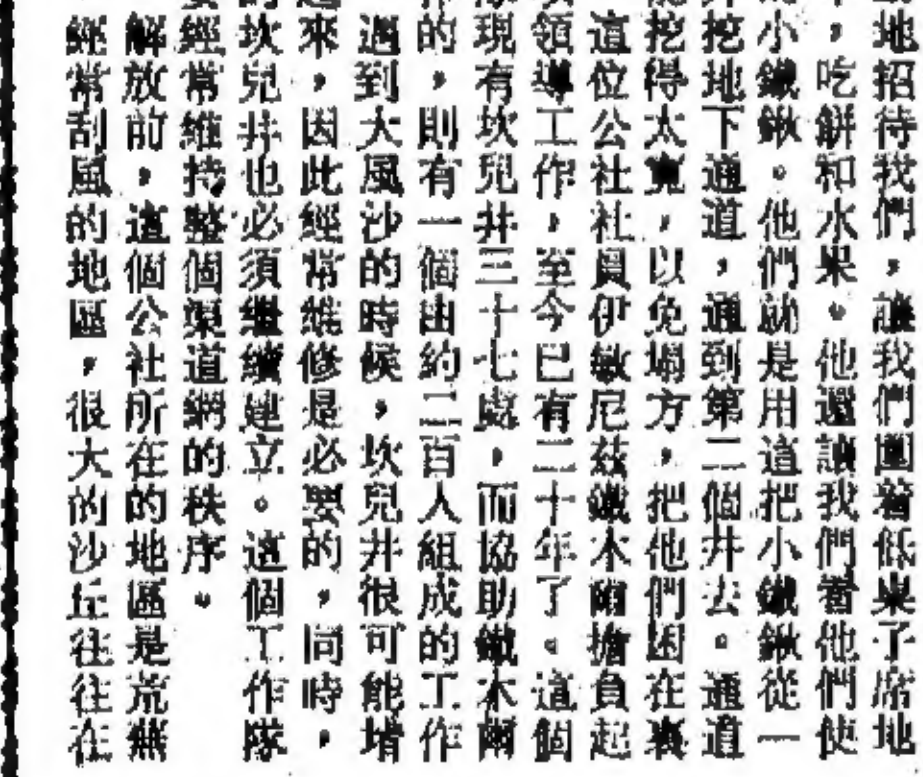 地招待我們，讓我們圍着低桌子席地
，吃餅和水果。他還讓我們看他們使
小鐵鍬。他們就是用這把小鐵鍬從一
挖地下通道，通到第二個井去。通道
挖得太寬，以免塌方，把他們困在裏
這位公社社員伊敏尼茲鐵木爾擔負起
領導工作，至今已有二十年了。這個
現有坎兒井三十七處，而協助鐵木爾
的，則有一個由約二百人組成的工作
遇到大風沙的時候，坎兒井很可能堵
來，因此經常維修是必要的，同時，
坎兒井也必須繼續建立。這個工作隊
經常維持整個渠道網的秩序。
解放前，這個公社所在的地區是荒無
經常刮風的地區，很大的沙丘往往在